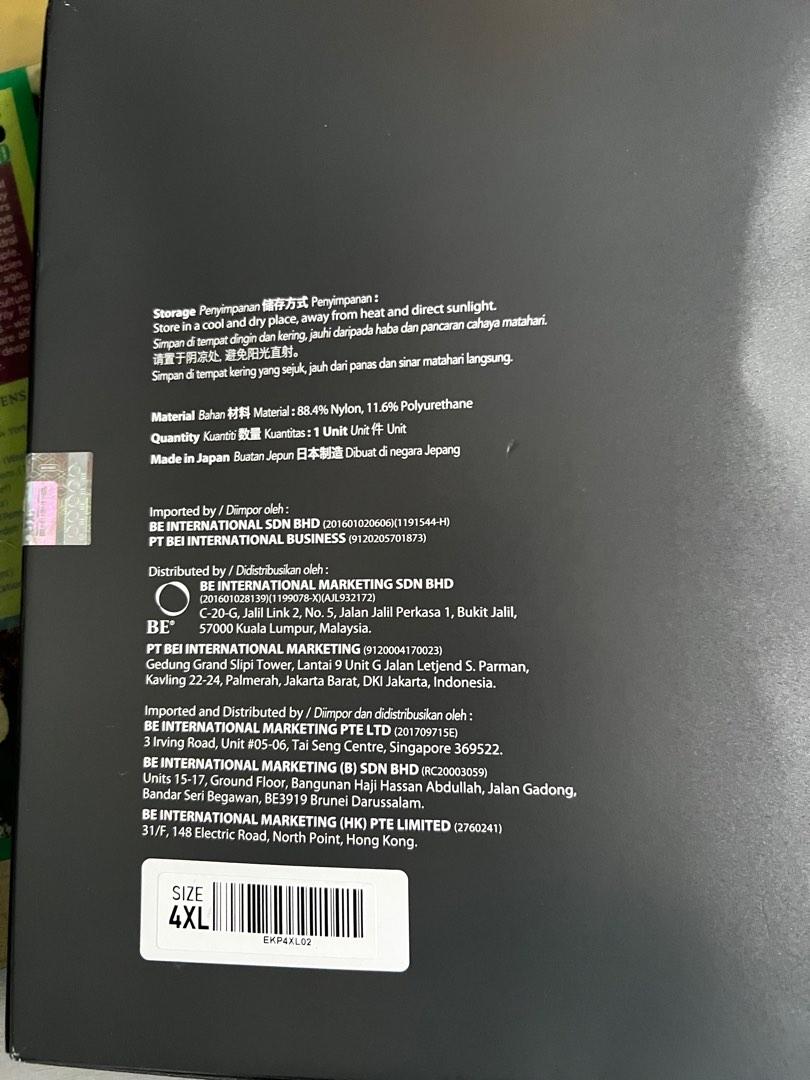 Storage Penyimpanan 储存方式 Penyimpanan :
Store in a cool and dry place, away from heat and direct sunlight.
Simpan di tempat dingin dan kering, jauhi daripada haba dan pancaran cahaya matahari.
请置于阴凉处, 避免阳光直射。
Simpan di tempat kering yang sejuk, jauh dari panas dan sinar matahari langsung.
Material Bahan 材料 Material : 88.4% Nylon, 11.6% Polyurethane
Quantity Kuantiti 数量 Kuantitas : 1 Unit Unit 件 Unit
Made in Japan Buatan Jepun 日本制造 Dibuat di negara Jepang
Imported by / Diimpor oleh :
BE INTERNATIONAL SDN BHD (201601020606)(1191544-H)
PT BEI INTERNATIONAL BUSINESS (9120205701873)
Distributed by / Didistribusikan oleh :
BE®
BE INTERNATIONAL MARKETING SDN BHD
(201601028139)(1199078-X)(AJL932172)
C-20-G, Jalil Link 2, No. 5, Jalan Jalil Perkasa 1, Bukit Jalil,
57000 Kuala Lumpur, Malaysia.
PT BEI INTERNATIONAL MARKETING (9120004170023)
Gedung Grand Slipi Tower, Lantai 9 Unit G Jalan Letjend S. Parman,
Kavling 22-24, Palmerah, Jakarta Barat, DKI Jakarta, Indonesia.
Imported and Distributed by / Diimpor dan didistribusikan oleh :
BE INTERNATIONAL MARKETING PTE LTD (201709715E)
3 Irving Road, Unit #05-06, Tai Seng Centre, Singapore 369522.
BE INTERNATIONAL MARKETING (B) SDN BHD (RC20003059)
Units 15-17, Ground Floor, Bangunan Haji Hassan Abdullah, Jalan Gadong,
Bandar Seri Begawan, BE3919 Brunei Darussalam.
BE INTERNATIONAL MARKETING (HK) PTE LIMITED (2760241)
31/F, 148 Electric Road, North Point, Hong Kong.
SIZE
4XL
EKP4XL02